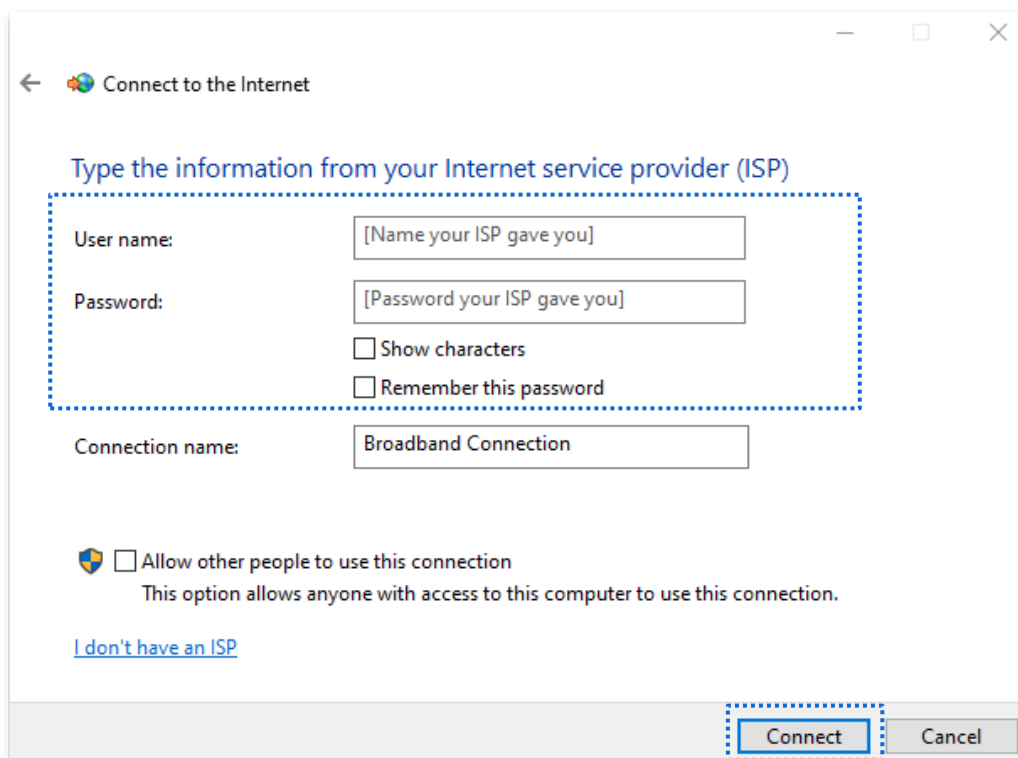 Connect to the Internet
Type the information from your Internet service provider (ISP)
User name:
[Name your ISP gave you]
Password:
[Password your ISP gave you]
Show characters
Remember this password
Connection name:
Broadband Connection
Allow other people to use this connection
This option allows anyone with access to this computer to use this connection.
I don't have an ISP
Connect
Cancel